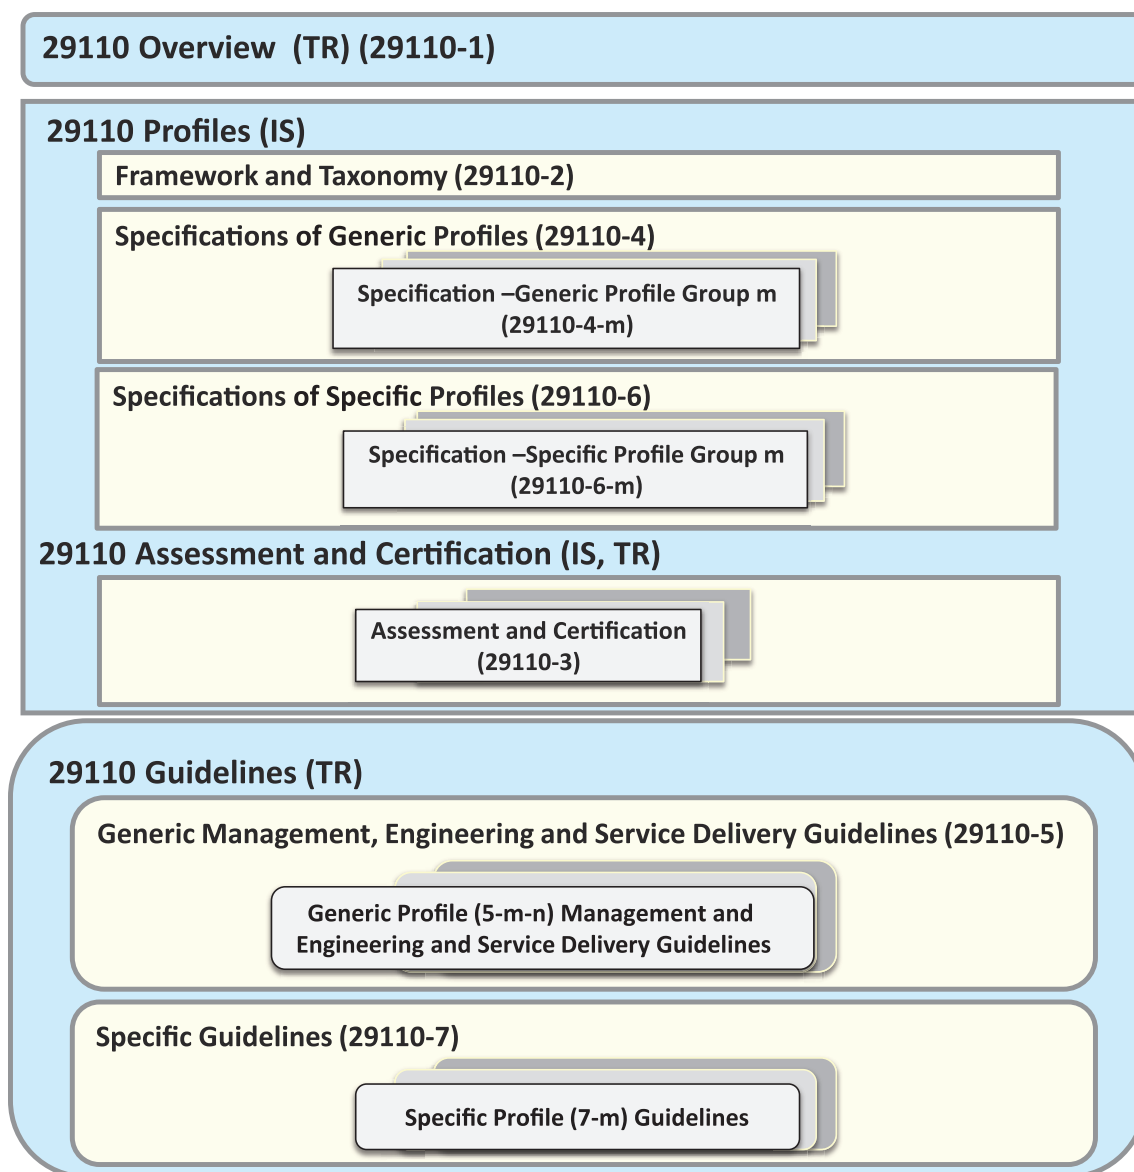 29110 Overview (TR) (29110-1)
29110 Profiles (IS)
Framework and Taxonomy (29110-2)
Specifications of Generic Profiles (29110-4)
Specification –Generic Profile Group m
(29110-4-m)
Specifications of Specific Profiles (29110-6)
Specification –Specific Profile Group m
(29110-6-m)
29110 Assessment and Certification (IS, TR)
Assessment and Certification
(29110-3)
29110 Guidelines (TR)
Generic Management, Engineering and Service Delivery Guidelines (29110-5)
Generic Profile (5-m-n) Management and
Engineering and Service Delivery Guidelines
Specific Guidelines (29110-7)
Specific Profile (7-m) Guidelines